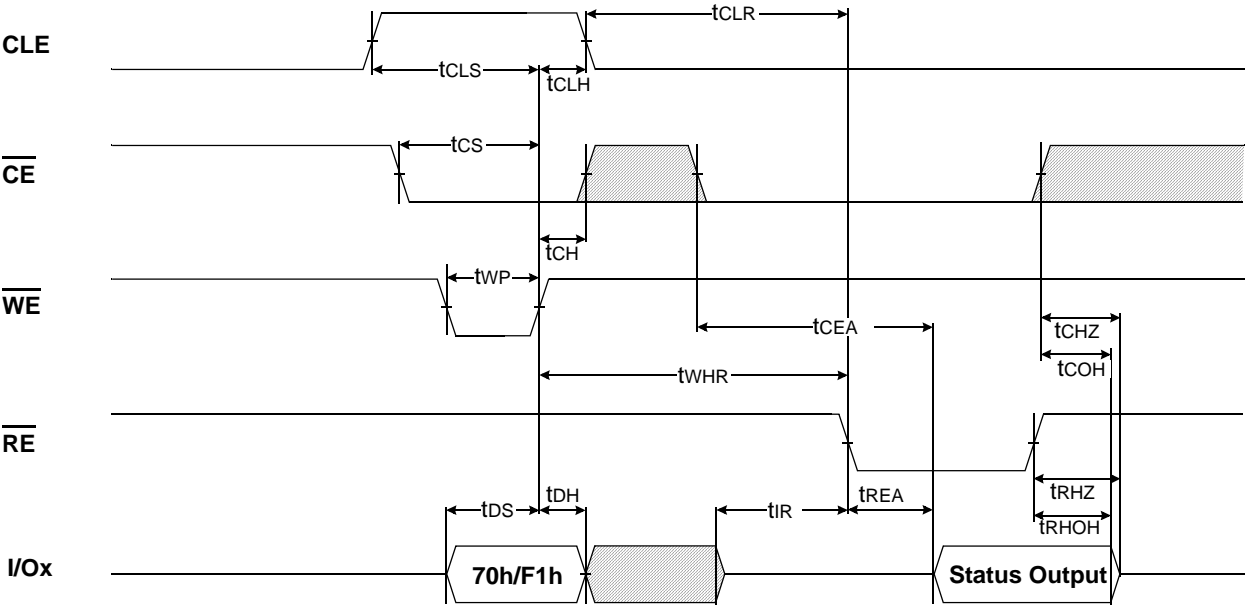 tCLR
CLE
tCLS
tCLH
tCS
CE
tCH
tWP
WE
tCEA
tCHZ
tCOH
tWHR
RE
tDH
tREA
tRHZ
tDS
tIR
tRHOH
I/Ox
70h/F1h
Status Output